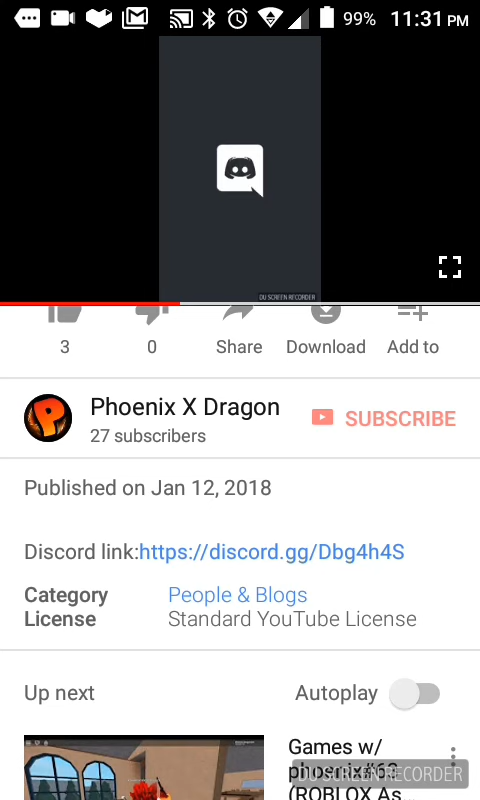 99% 11:31 PM
DU SCREEN RECORDER
3 0 Share Download Add to
Phoenix X Dragon
SUBSCRIBE
27 subscribers
Published on Jan 12, 2018
Discord link:https://discord.gg/Dbg4h4S
Category People & Blogs
License Standard YouTube License
Up next Autoplay
Games w/
phoenix#68
DU SCREEN RECORDER
(ROBLOX As...